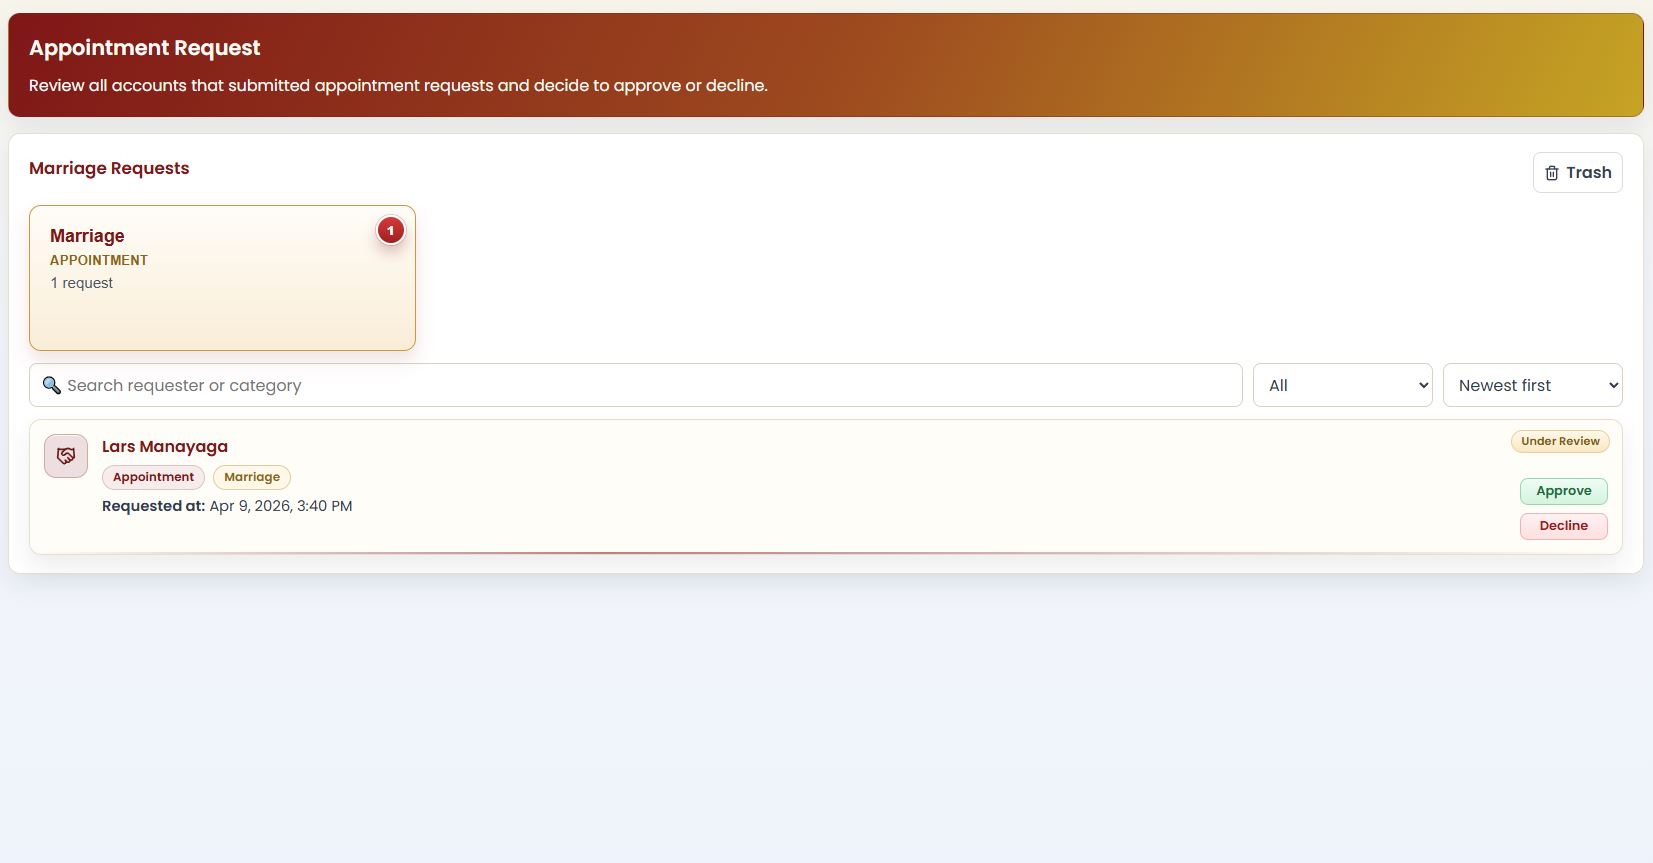 Appointment Request
Review all accounts that submitted appointment requests and decide to approve or decline.
Marriage Requests
Trash
Marriage
1
APPOINTMENT
1 request
Search requester or category
All
Newest first
Lars Manayaga
Under Review
Appointment
Marriage
Requested at: Apr 9, 2026, 3:40 PM
Approve
Decline